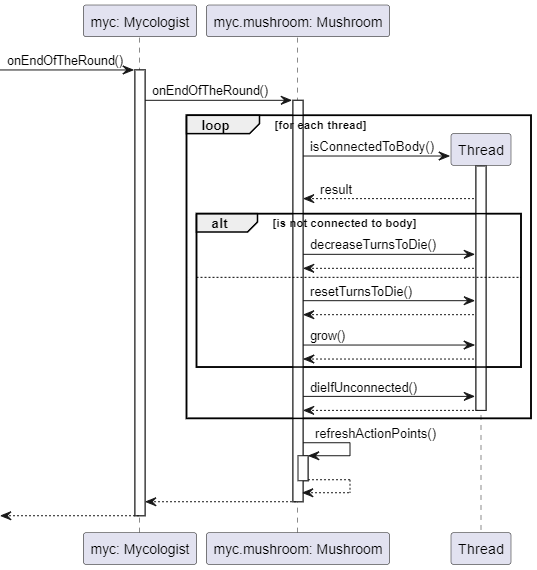 myc: Mycologist
myc.mushroom: Mushroom
onEndOfTheRound()
onEndOfTheRound()
loop
[for each thread]
isConnectedToBody()
Thread
result
alt
[is not connected to body]
decreaseTurnsToDie()
resetTurnsToDie()
grow()
dieIfUnconnected()
refreshActionPoints()
myc: Mycologist
myc.mushroom: Mushroom
Thread